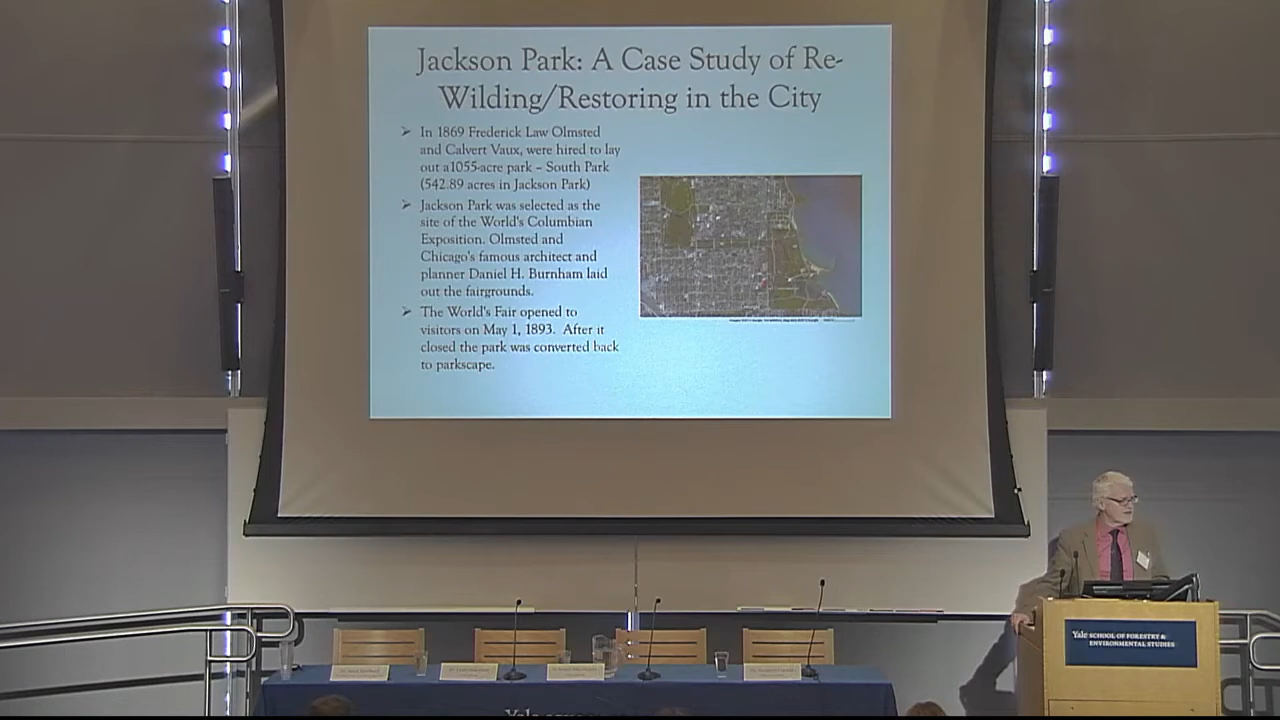 Jackson Park: A Case Study of Re-
Wilding/Restoring in the City
➢ In 1869 Frederick Law Olmsted
and Calvert Vaux, were hired to lay
out a1055-acre park – South Park
(542.89 acres in Jackson Park)
➢ Jackson Park was selected as the
site of the World's Columbian
Exposition. Olmsted and
Chicago's famous architect and
planner Daniel H. Burnham laid
out the fairgrounds.
➢ The World's Fair opened to
visitors on May 1, 1893. After it
closed the park was converted back
to parkscape.
Yale SCHOOL OF FORESTRY &
ENVIRONMENTAL STUDIES
Yale